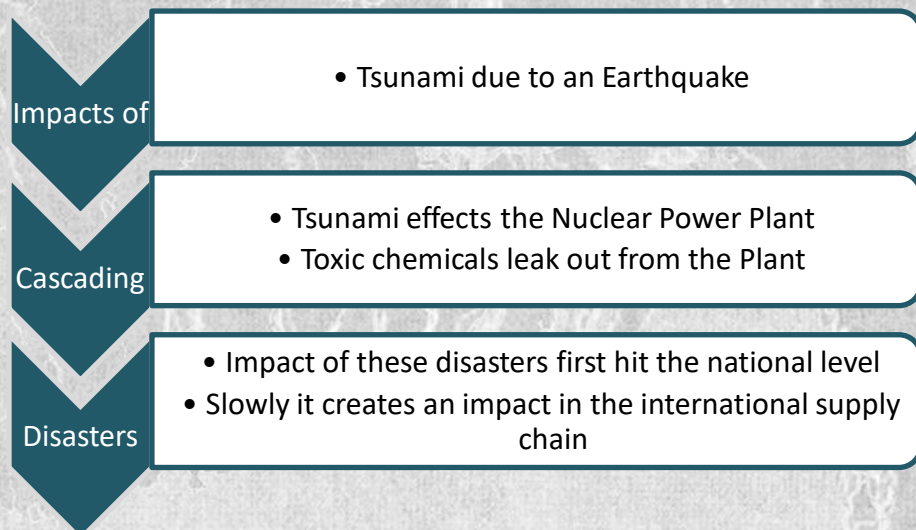 Impacts of
• Tsunami due to an Earthquake
Cascading
• Tsunami effects the Nuclear Power Plant
• Toxic chemicals leak out from the Plant
Disasters
• Impact of these disasters first hit the national level
• Slowly it creates an impact in the international supply
chain